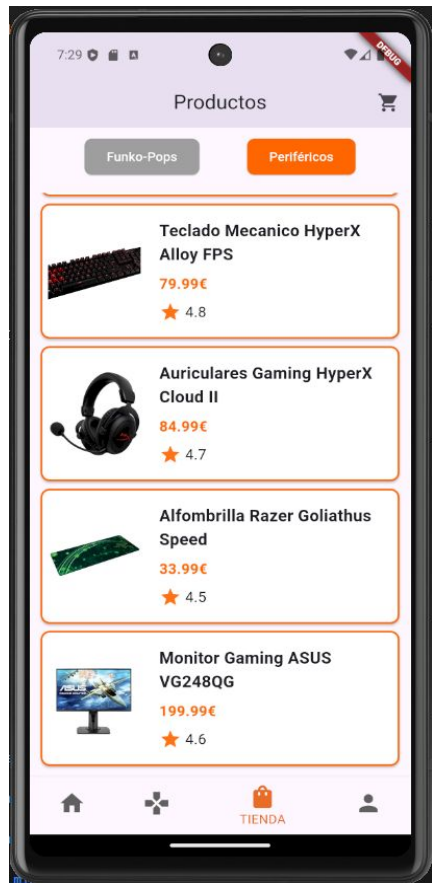 7:29
DEBUG
Productos
Funko-Pops
Periféricos
Teclado Mecanico HyperX
Alloy FPS
79.99€
4.8
Auriculares Gaming HyperX
Cloud II
84.99€
4.7
Alfombrilla Razer Goliathus
Speed
33.99€
4.5
Monitor Gaming ASUS
VG248QG
199.99€
4.6
TIENDA